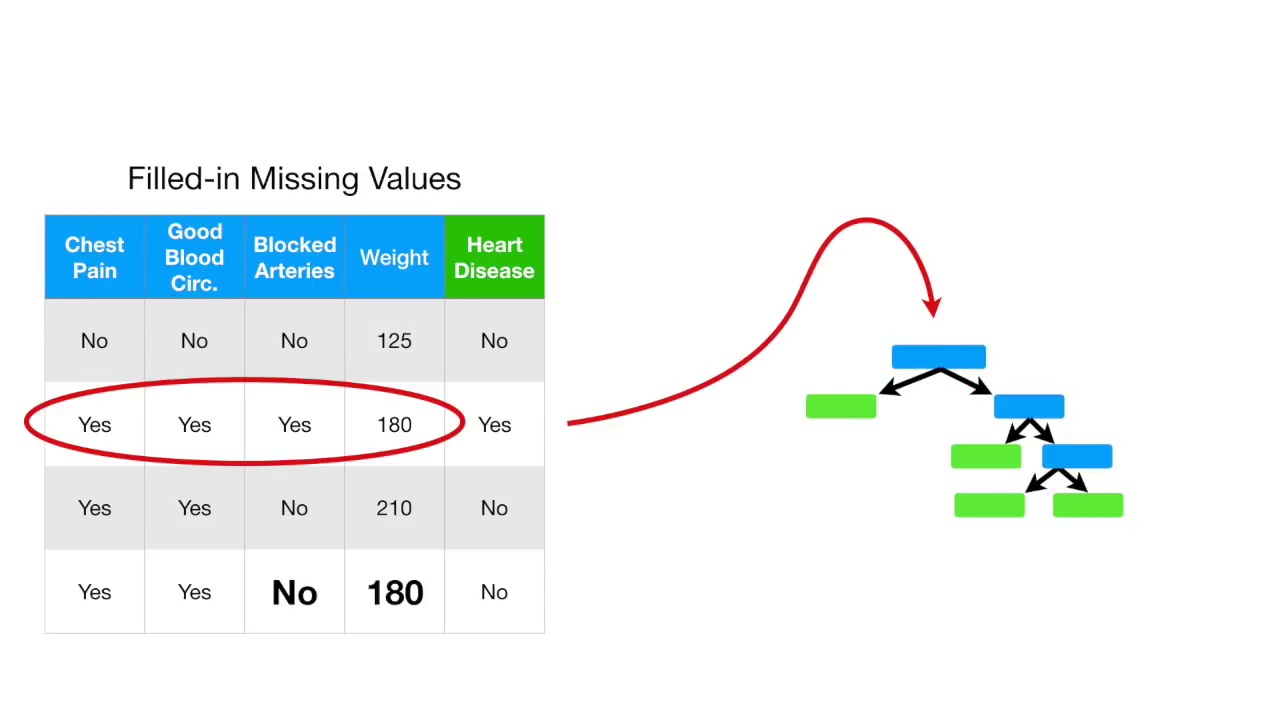 Filled-in Missing Values
Chest Pain Good Blood Circ. Blocked Arteries Weight Heart Disease
No No No 125 No
Yes Yes Yes 180 Yes
Yes Yes No 210 No
Yes Yes No 180 No